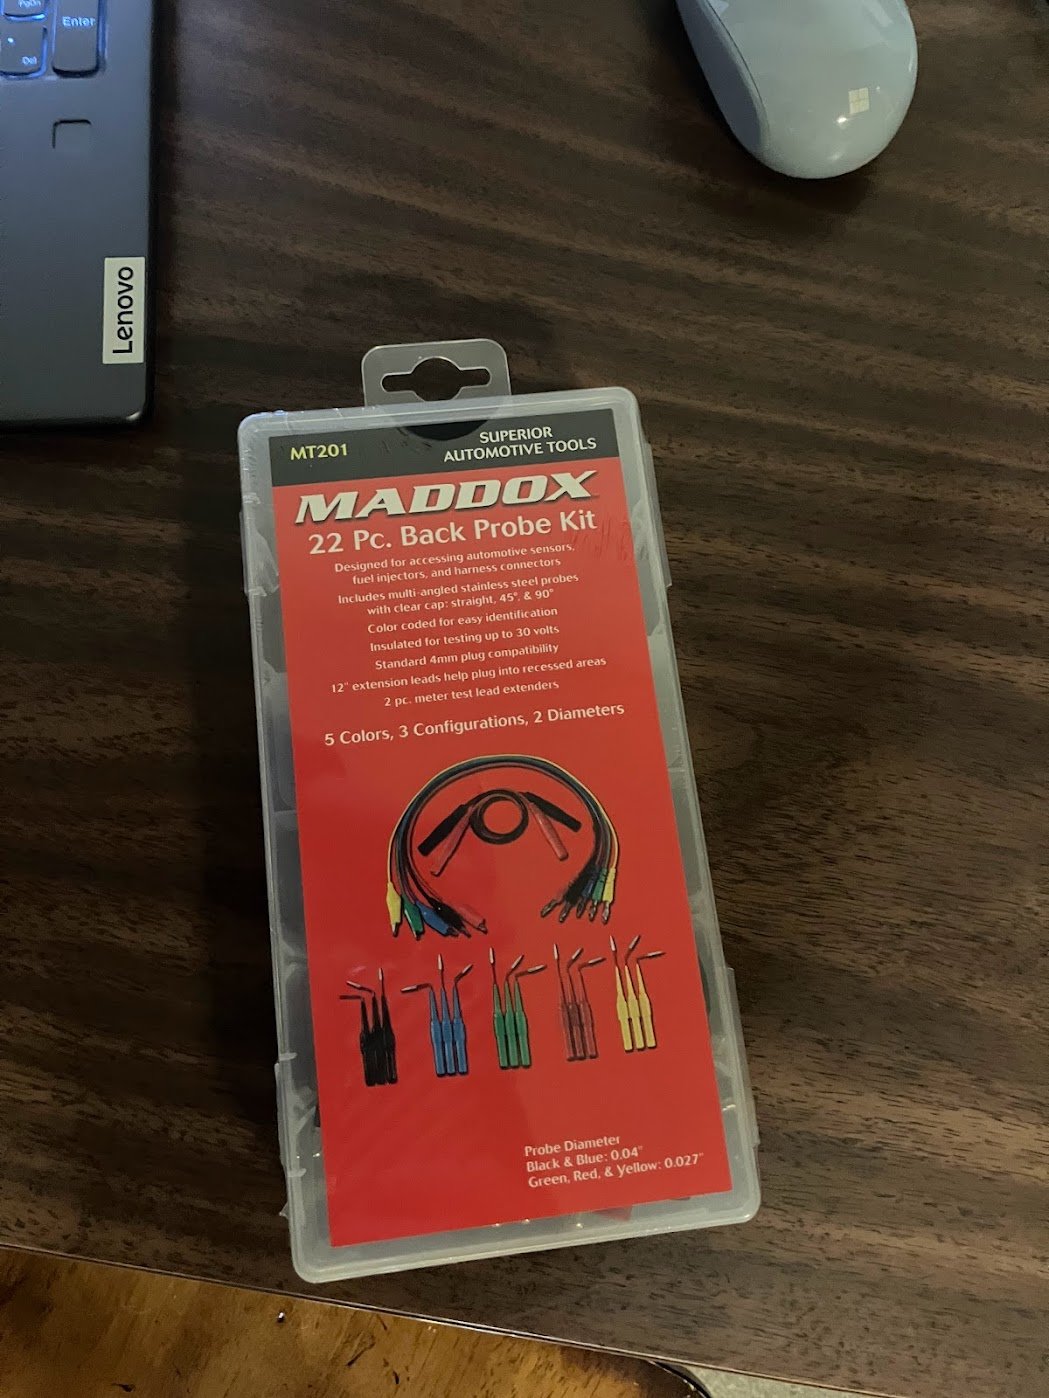 PgDn
Enter
Del
Lenovo
MT201
SUPERIOR
AUTOMOTIVE TOOLS
MADDOX
22 Pc. Back Probe Kit
Designed for accessing automotive sensors,
fuel injectors, and harness connectors
Includes multi-angled stainless steel probes
with clear cap: straight, 45°, & 90°
Color coded for easy identification
Insulated for testing up to 30 volts
Standard 4mm plug compatibility
12" extension leads help plug into recessed areas
2 pc. meter test lead extenders
5 Colors, 3 Configurations, 2 Diameters
Probe Diameter
Black & Blue: 0.04"
Green, Red, & Yellow: 0.027"